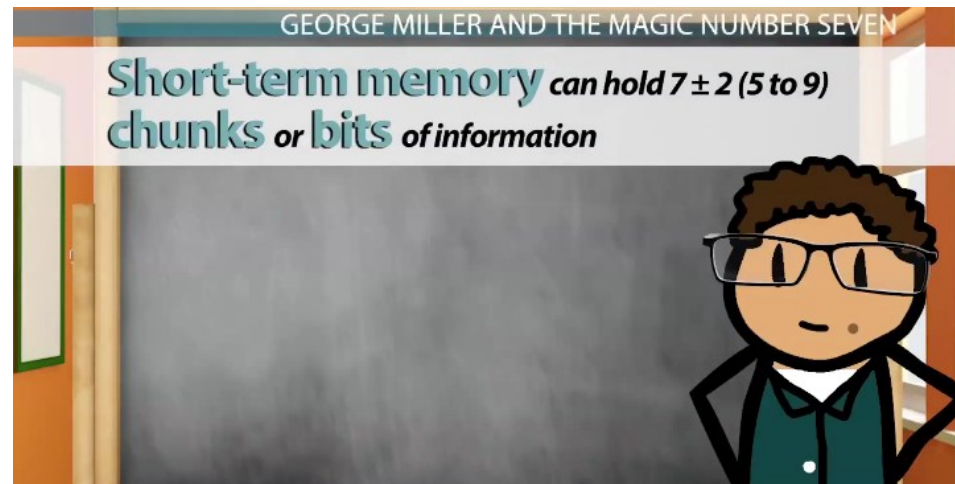 GEORGE MILLER AND THE MAGIC NUMBER SEVEN
Short-term memory can hold 7 ± 2 (5 to 9)
chunks or bits of information